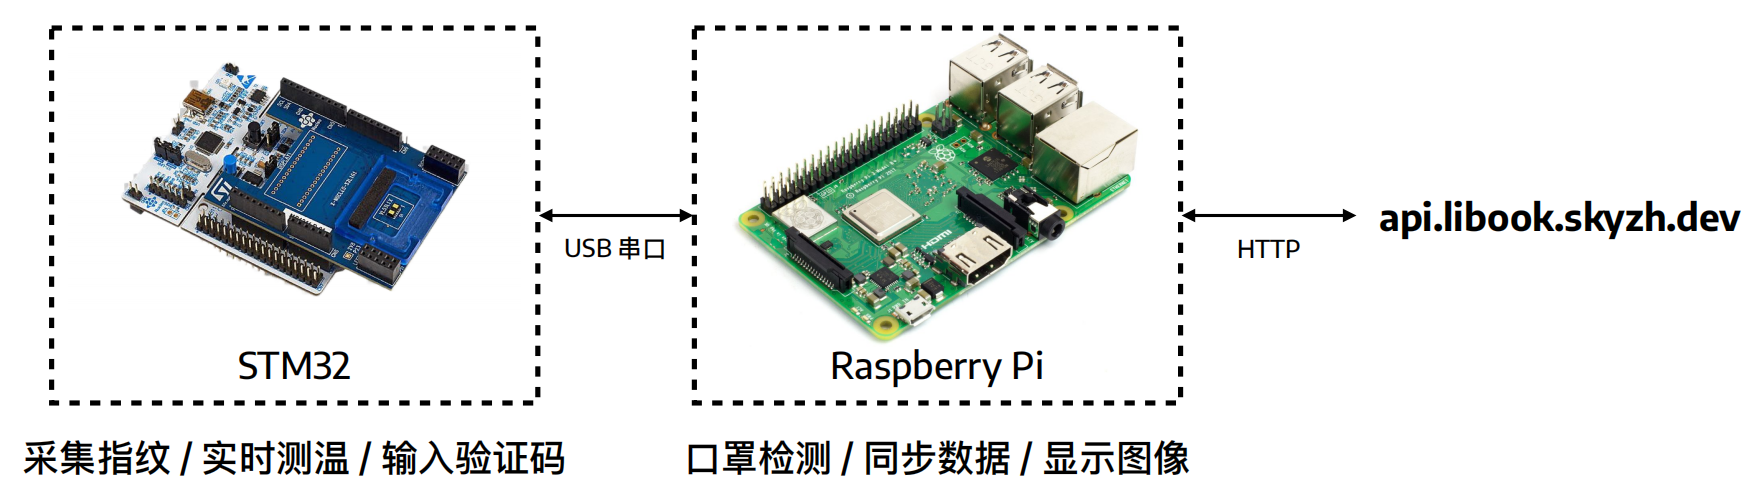 STM32
USB 串口
HDMI
Raspberry Pi
HTTP
api.libook.skyzh.dev
采集指纹 / 实时测温 / 输入验证码
口罩检测 / 同步数据 / 显示图像